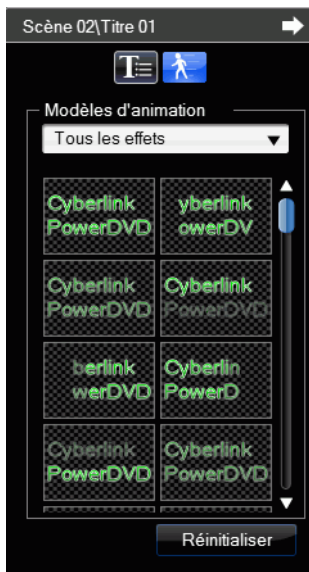 Scène 02\Titre 01
T
Modèles d'animation
Tous les effets
Cyberlink yberlink
PowerDVD owerDV
Cyberlink Cyberlink
PowerDVD PowerDVD
berlink Cyberlin
werDVD PowerD
Cyberlink Cyberlink
PowerDVD PowerDVD
Réinitialiser